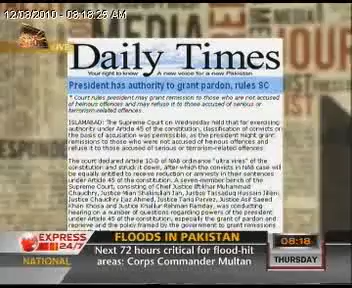 12/08/2010 - 08:18:25 AM
LIVE
Daily Times
Your right to know A new voice for a new Pakistan
President has authority to grant pardon, rules SC
* Court rules president may grant remission to those who are not accused
of heinous offences and may refuse it to those accused of serious or
terrorism-related offences
ISLAMABAD: The Supreme Court on Wednesday held that for exercising
authority under Article 45 of the constitution, classification of convicts on
the basis of accusation was permissible, as the president might grant
remissions to those who were not accused of heinous offences and
refuse it to those accused of serious or terrorism-related offences.
The court declared Article 10-D of NAB ordinance "ultra vires" of the
constitution and struck it down, after which the convicts in NAB case will
be equally entitled to receive reduction or amnesty in their sentences
under Article 45 of the constitution. A seven-member bench of the
Supreme Court, consisting of Chief Justice Iftikhar Muhammad
Chaudhry, Justice Mian Shakirullah Jan, Justice Tassaduq Hussain Jillani,
Justice Chaudhry Ijaz Ahmed, Justice Tariq Parvez, Justice Asif Saeed
Khan Khosa and Justice Khalilur Rehman Ramday, was conducting
hearing on a number of questions regarding powers of the president
under Article 45 of the constitution, especially the grant of pardon and
reprieve and the policy framed by the government to grant remissions
EXPRESS
24/7
NATIONAL
FLOODS IN PAKISTAN
Next 72 hours critical for flood-hit
areas: Corps Commander Multan
08:18
THURSDAY